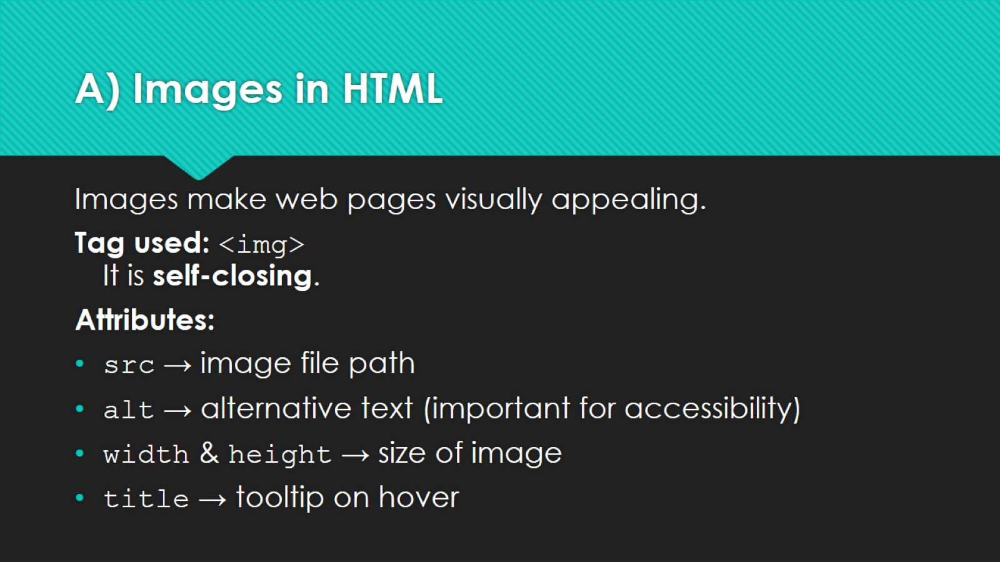 A) Images in HTML
Images make web pages visually appealing.
Tag used: <img>
It is self-closing.
Attributes:
• src → image file path
• alt → alternative text (important for accessibility)
• width & height → size of image
• title → tooltip on hover